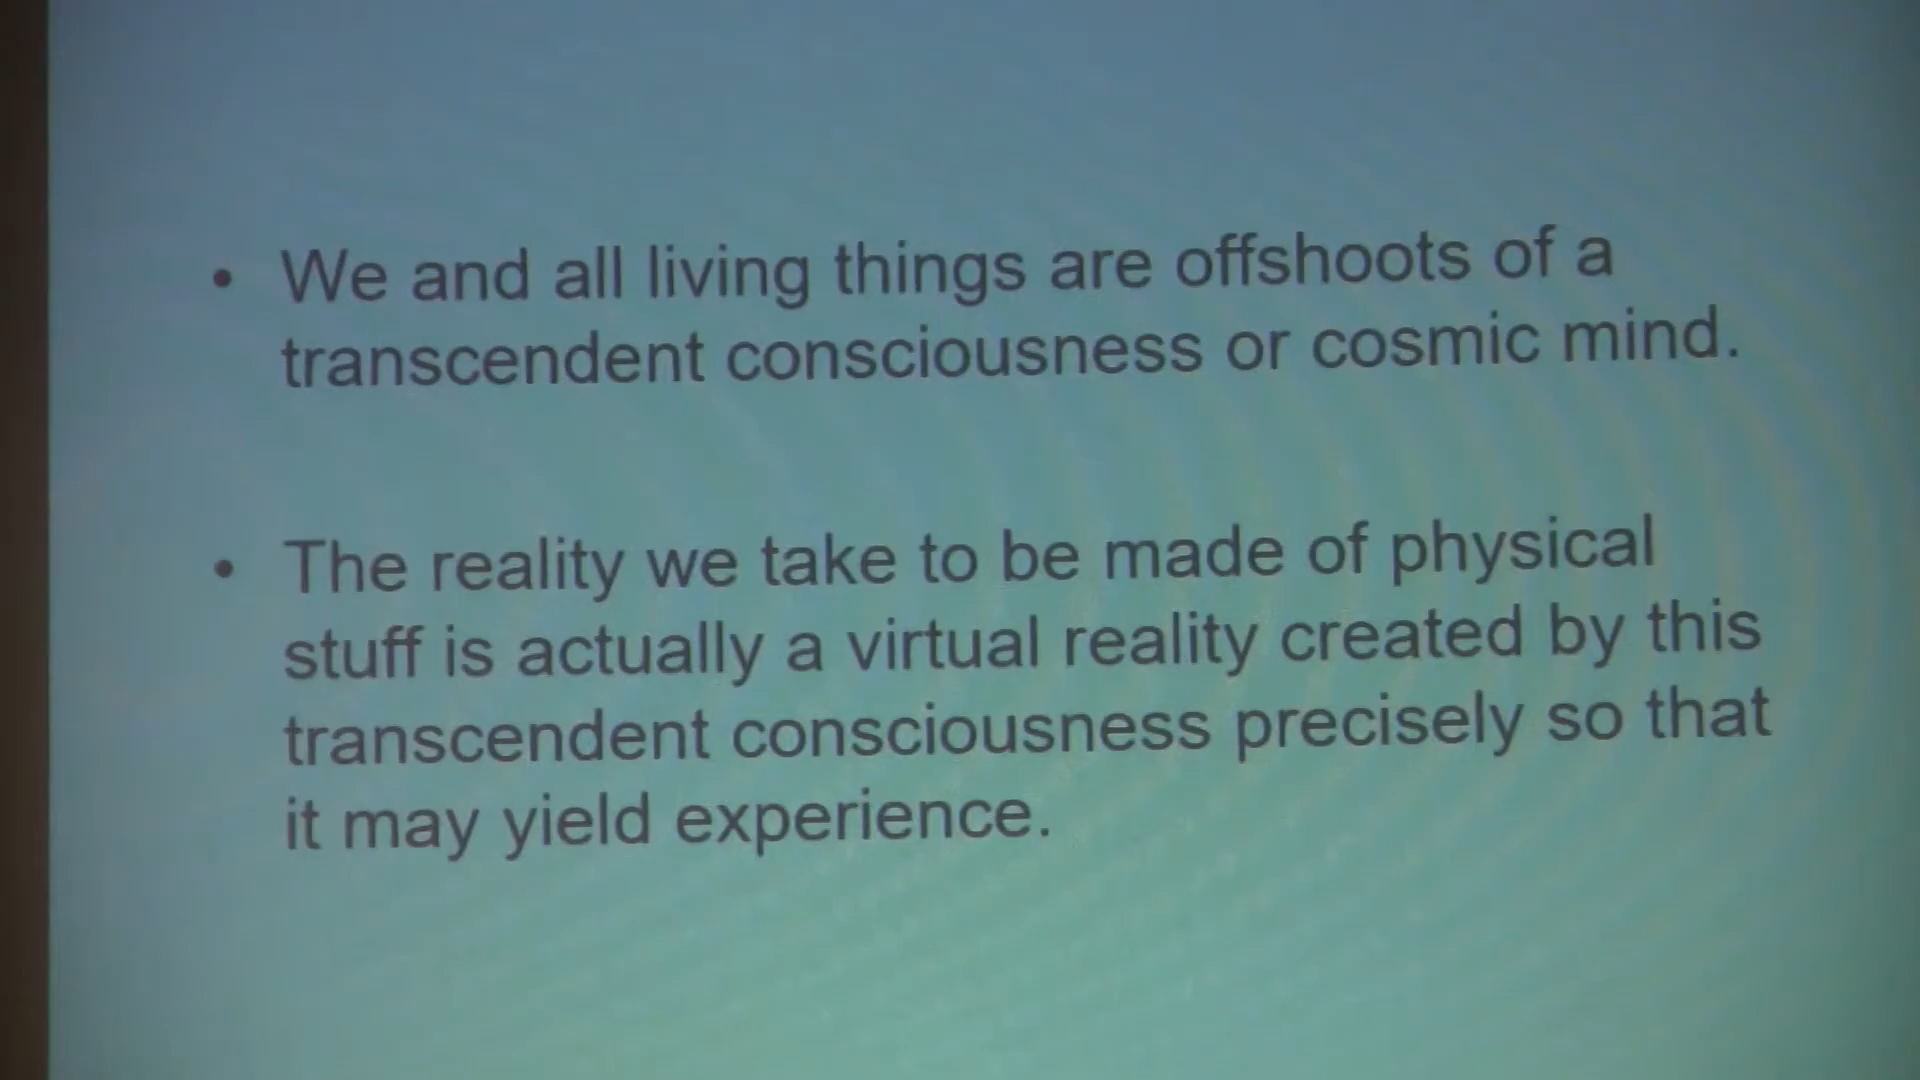 • We and all living things are offshoots of a
transcendent consciousness or cosmic mind.
• The reality we take to be made of physical
stuff is actually a virtual reality created by this
transcendent consciousness precisely so that
it may yield experience.